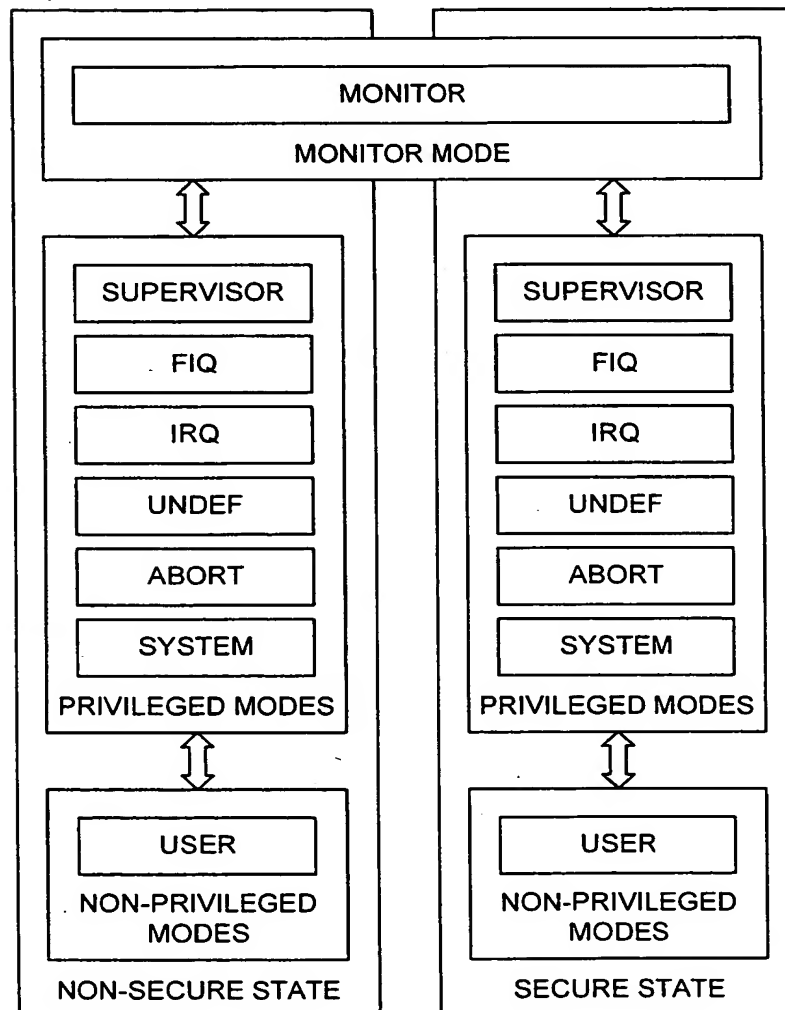 MONITOR
MONITOR MODE
SUPERVISOR
FIQ
IRQ
UNDEF
ABORT
SYSTEM
PRIVILEGED MODES
USER
NON-PRIVILEGED
MODES
NON-SECURE STATE
SUPERVISOR
FIQ
IRQ
UNDEF
ABORT
SYSTEM
PRIVILEGED MODES
USER
NON-PRIVILEGED
MODES
SECURE STATE